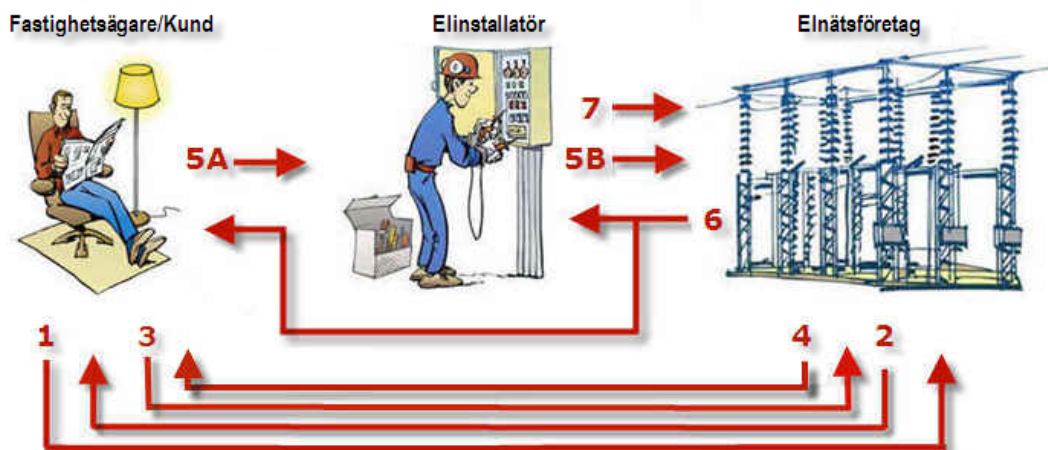 Fastighetsägare/Kund
Elinstallatör
Elnätsföretag
7
5A
5B
6
1
3
4
2